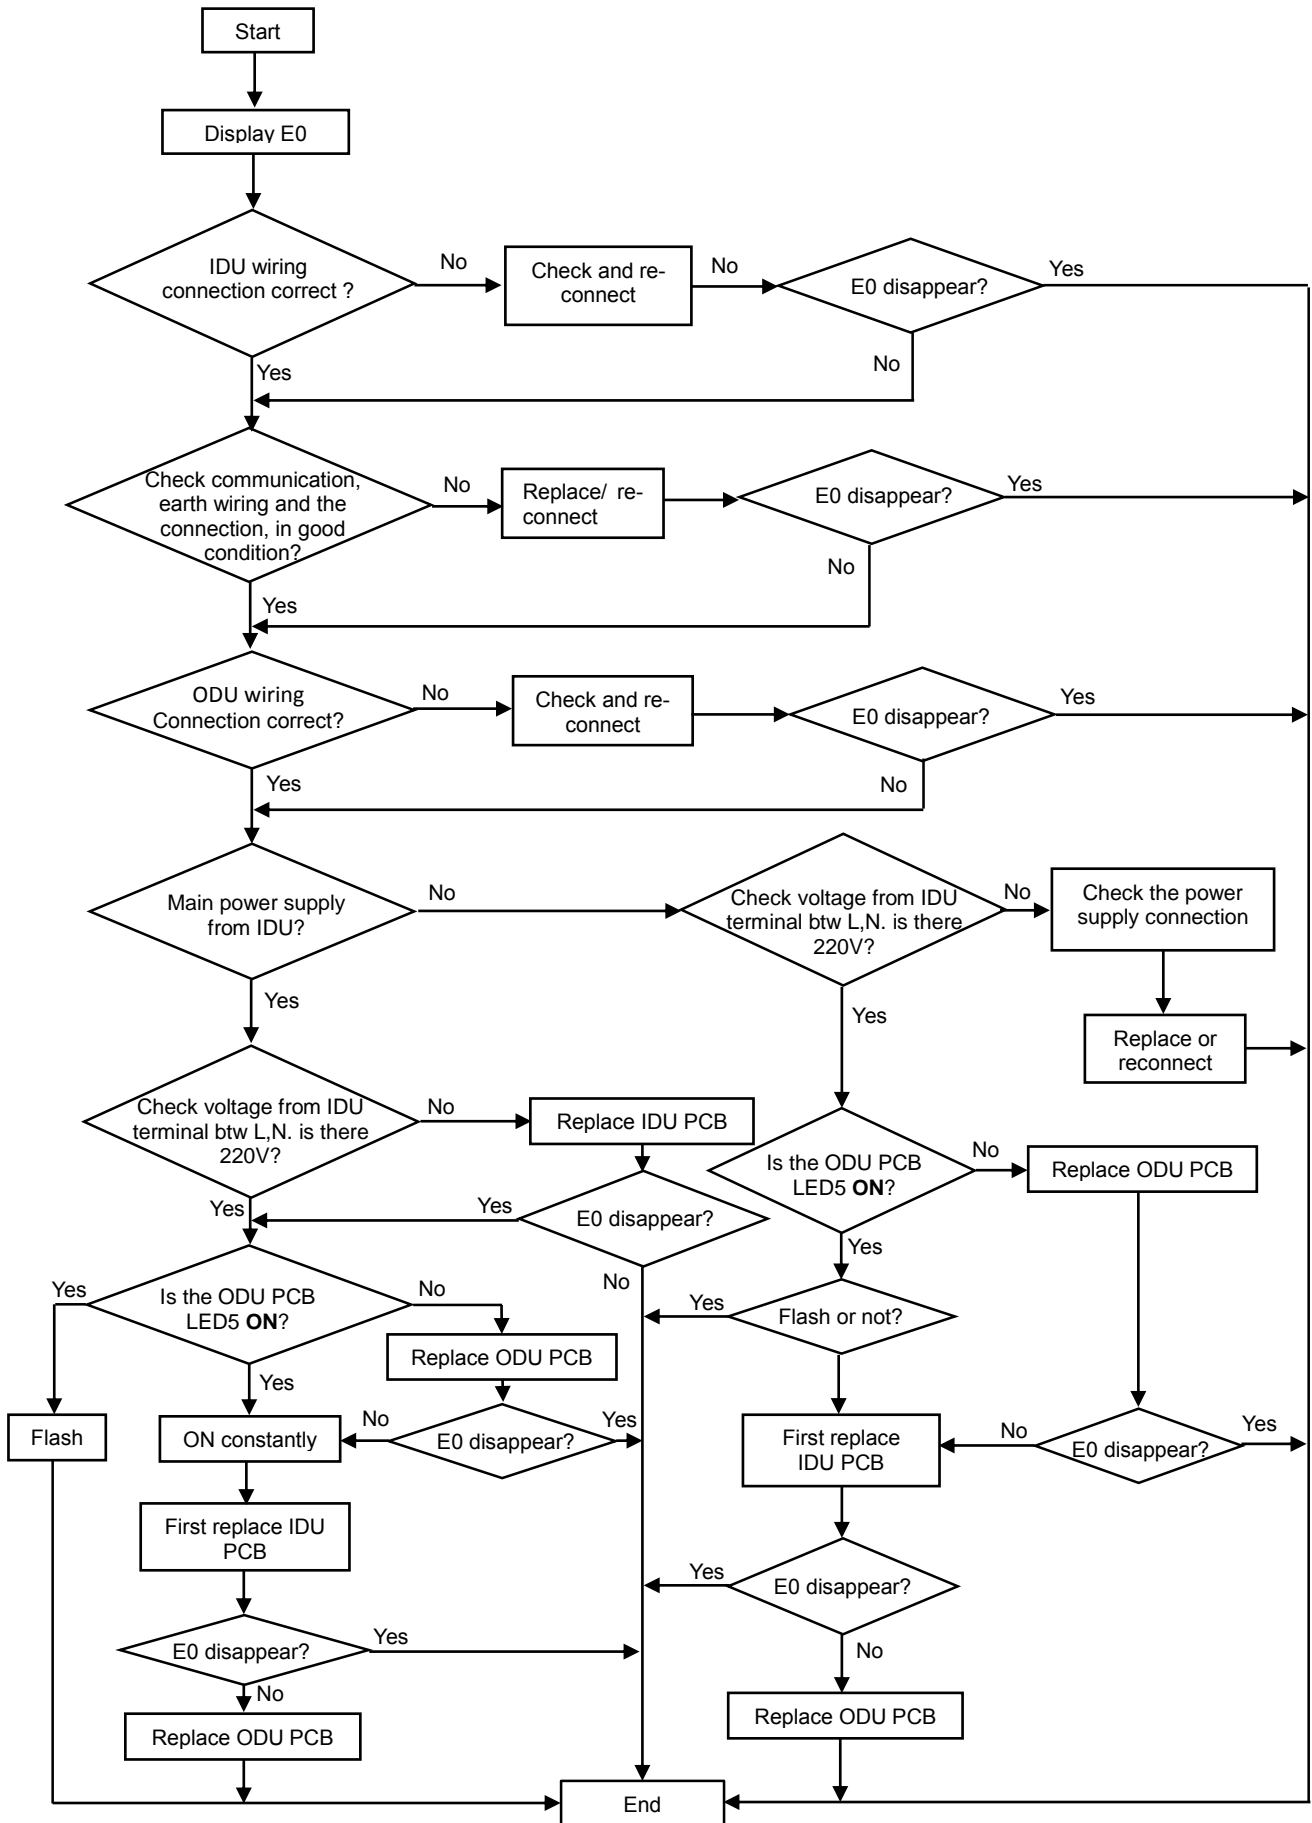 Start
Display E0
IDU wiring
connection correct ?
No
Check and re-
connect
No
E0 disappear?
Yes
No
Yes
Check communication,
earth wiring and the
connection, in good
condition?
No
Replace/ re-
connect
E0 disappear?
Yes
No
Yes
ODU wiring
Connection correct?
No
Check and re-
connect
E0 disappear?
Yes
No
Yes
Main power supply
from IDU?
No
Check voltage from IDU
terminal btw L,N. is there
220V?
No
Check the power
supply connection
Yes
Yes
Replace or
reconnect
Check voltage from IDU
terminal btw L,N. is there
220V?
No
Replace IDU PCB
Is the ODU PCB
LED5 ON?
No
Replace ODU PCB
Yes
Yes
E0 disappear?
Yes
No
Is the ODU PCB
LED5 ON?
Yes
No
Yes
Flash or not?
Replace ODU PCB
Yes
Flash
ON constantly
No
E0 disappear?
Yes
First replace
IDU PCB
No
E0 disappear?
Yes
First replace IDU
PCB
Yes
E0 disappear?
E0 disappear?
Yes
No
No
Replace ODU PCB
Replace ODU PCB
End